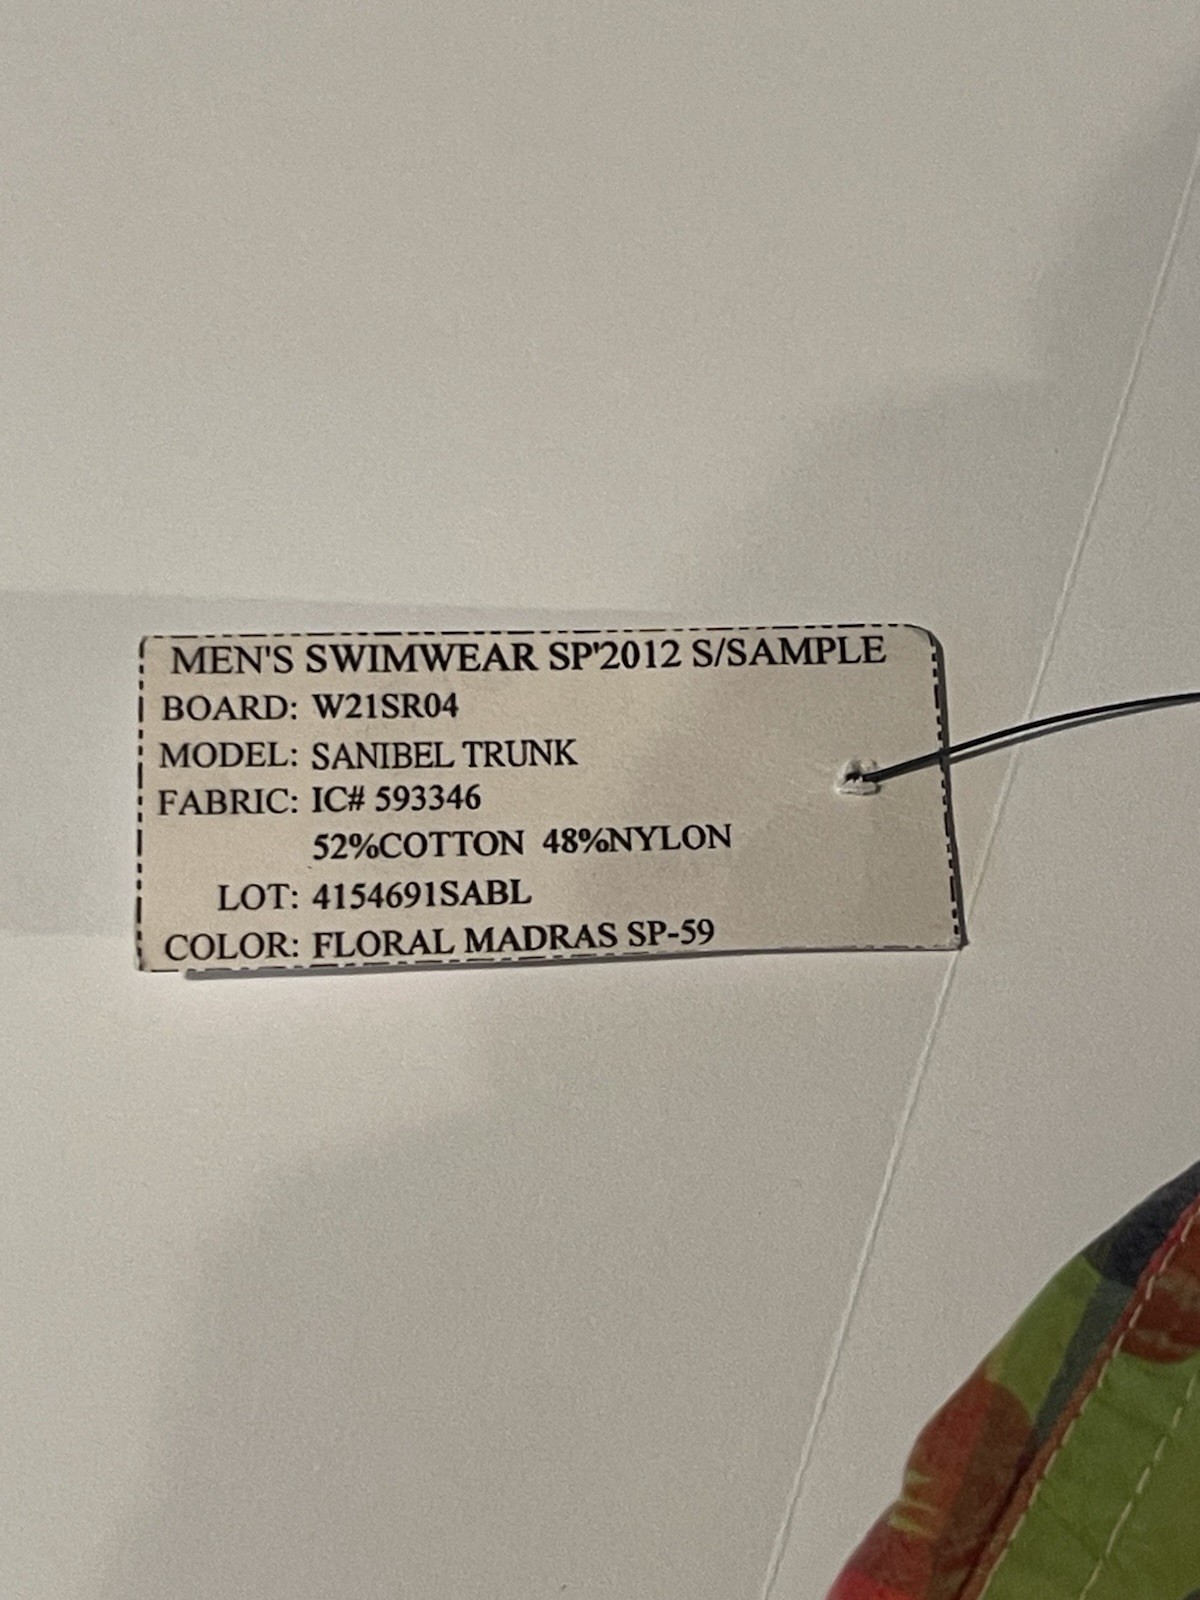 MEN'S SWIMWEAR SP'2012 S/SAMPLE
BOARD: W21SR04
MODEL: SANIBEL TRUNK
FABRIC: IC# 593346
52%COTTON 48%NYLON
LOT: 4154691SABL
COLOR: FLORAL MADRAS SP-59